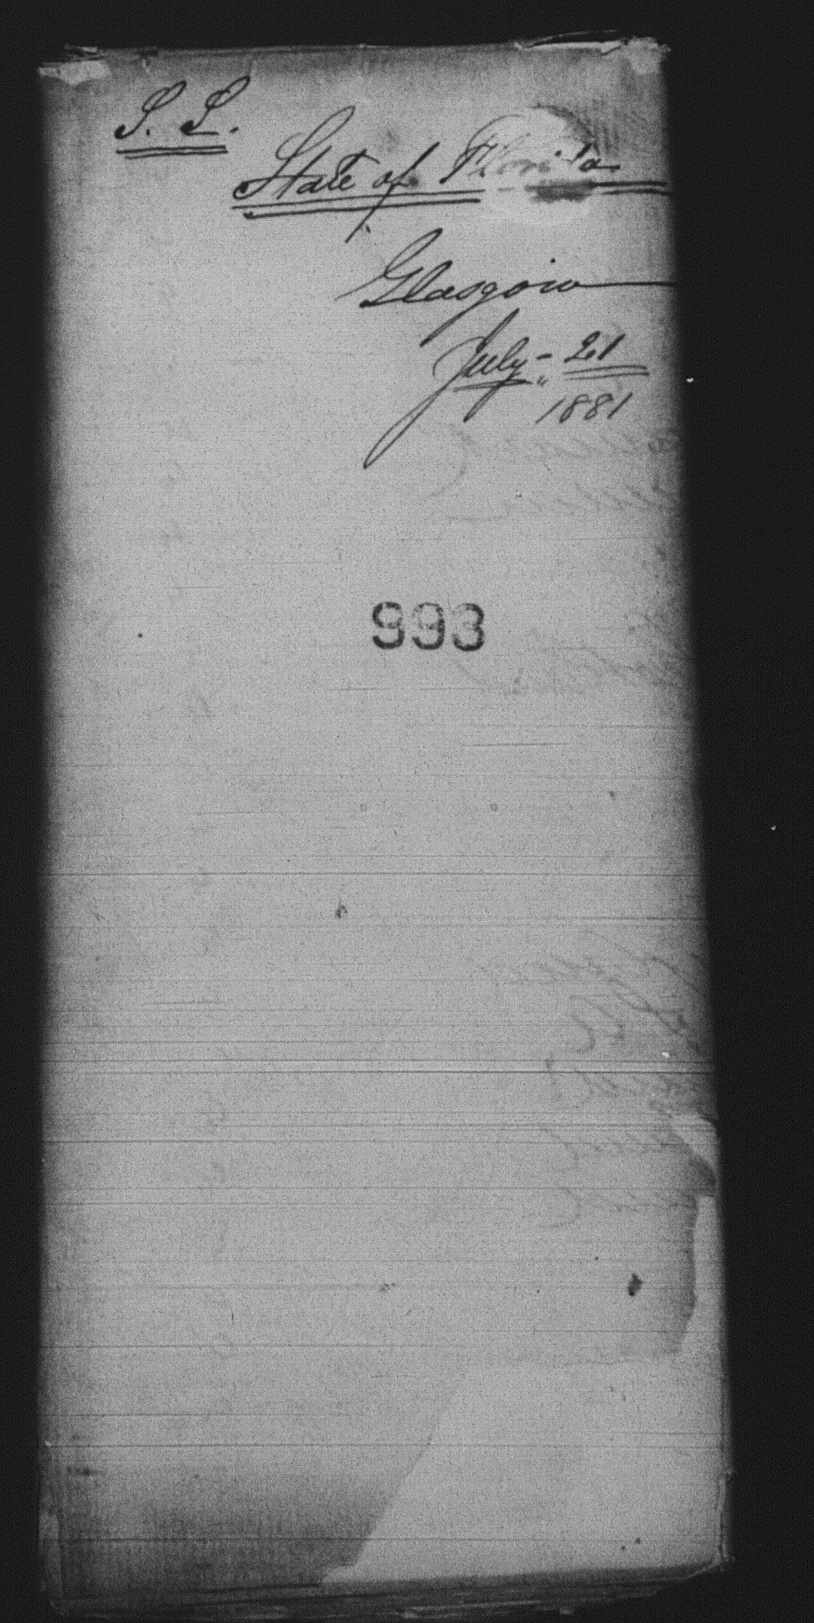 S. S.
State of Florida
Glasgow
July - 21
1881
993